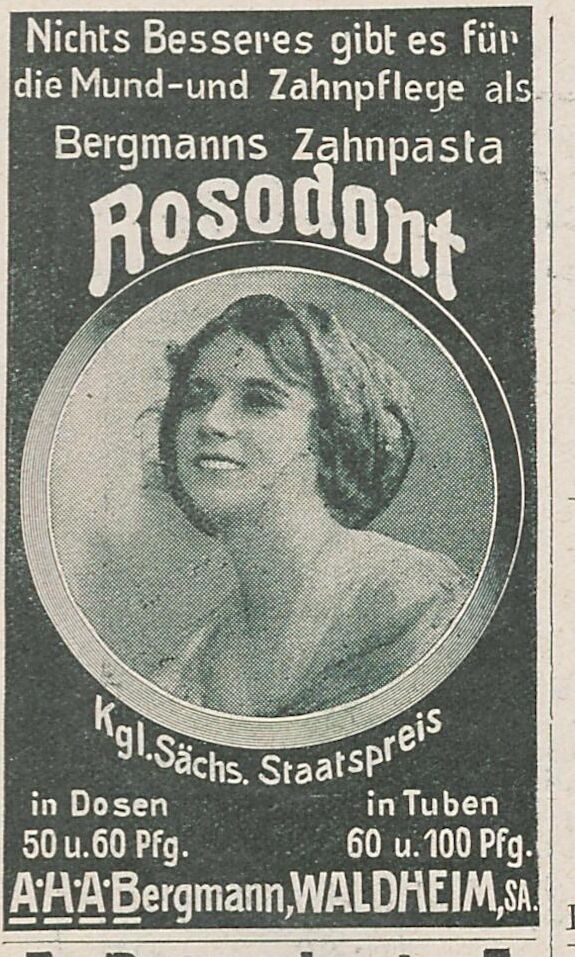 Nichts Besseres gibt es für
die Mund-und Zahnpflege als
Bergmanns Zahnpasta
Rosodont
Kgl. Sächs. Staatspreis
in Dosen in Tuben
50 u. 60 Pfg. 60 u. 100 Pfg.
A·H·A·Bergmann, WALDHEIM, SA.